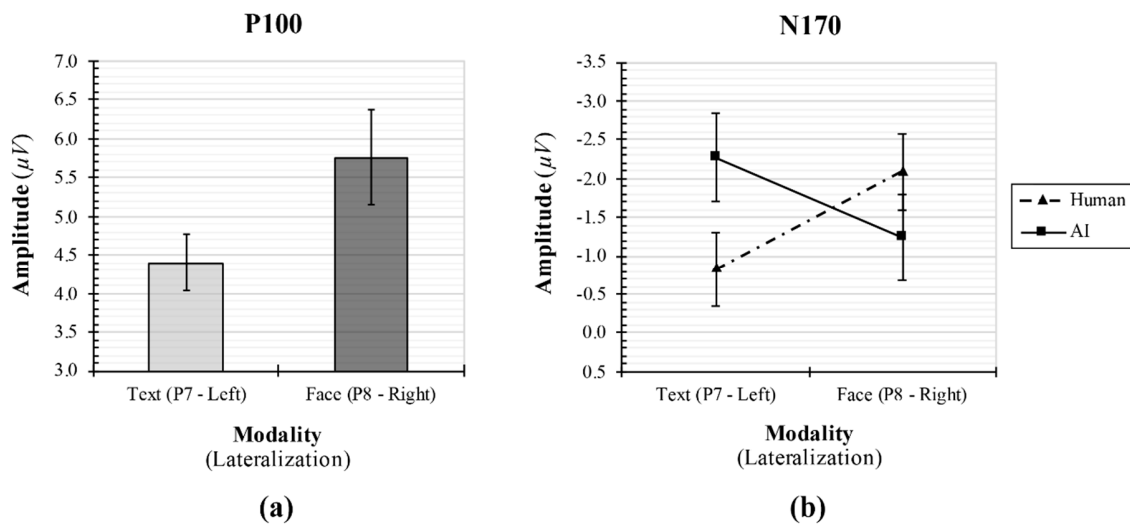 P100
Amplitude (µV)
7.0
6.5
6.0
5.5
5.0
4.5
4.0
3.5
3.0
Text (P7 - Left)
Face (P8 - Right)
Modality
(Lateralization)
(a)
N170
Amplitude (µV)
-3.5
-3.0
-2.5
-2.0
-1.5
-1.0
-0.5
0.0
0.5
Text (P7 - Left)
Face (P8 - Right)
Modality
(Lateralization)
(b)
Human
AI